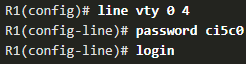 R1(config)# line vty 0 4
R1(config-line)# password ci5c0
R1(config-line)# login